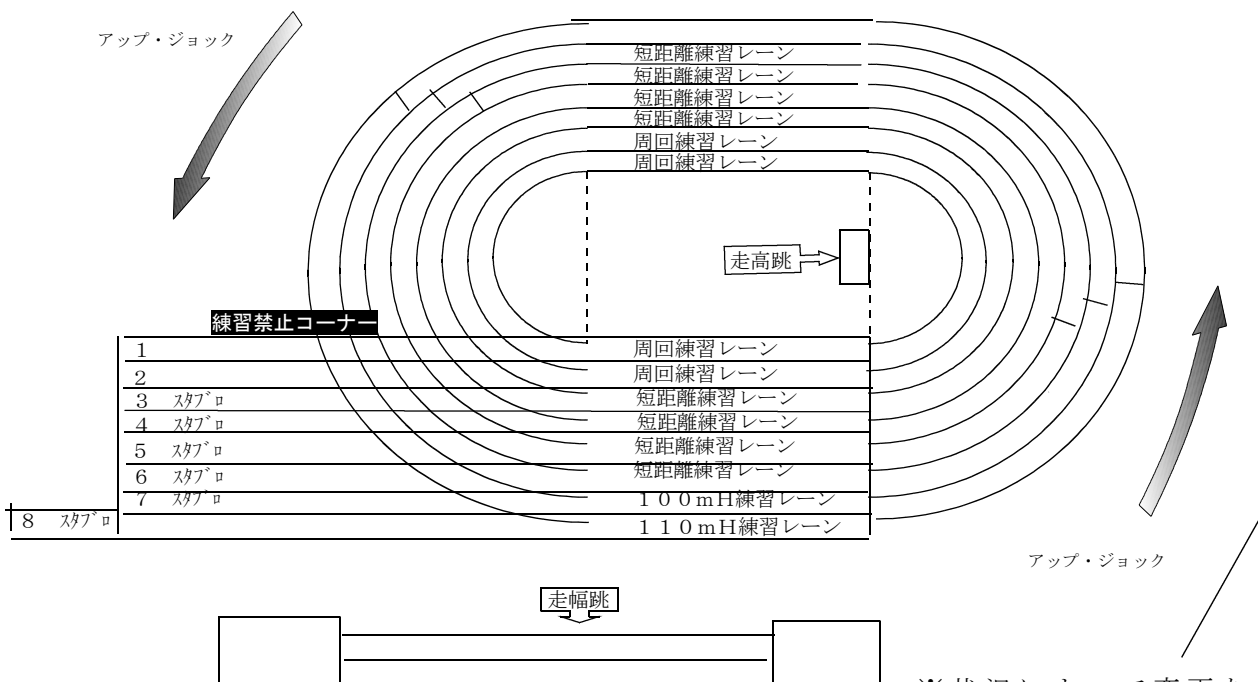 アップ・ジョック
短距離練習レーン
短距離練習レーン
短距離練習レーン
短距離練習レーン
周回練習レーン
周回練習レーン
走高跳
練習禁止コーナー
1 周回練習レーン
2 周回練習レーン
3 ｽﾀﾌﾞﾛ 短距離練習レーン
4 ｽﾀﾌﾞﾛ 短距離練習レーン
5 ｽﾀﾌﾞﾛ 短距離練習レーン
6 ｽﾀﾌﾞﾛ 短距離練習レーン
7 ｽﾀﾌﾞﾛ １００ｍＨ練習レーン
8 ｽﾀﾌﾞﾛ １１０ｍＨ練習レーン
アップ・ジョック
走幅跳